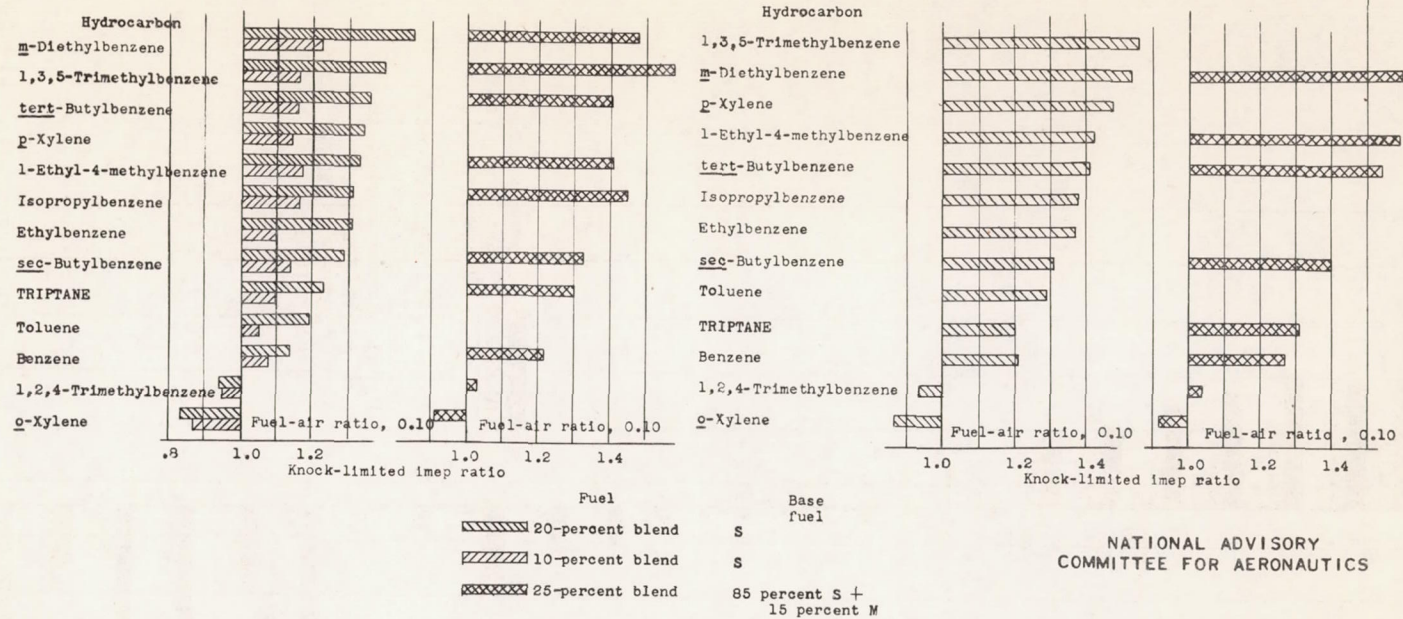 Hydrocarbon
m-Diethylbenzene
1,3,5-Trimethylbenzene
tert-Butylbenzene
p-Xylene
1-Ethyl-4-methylbenzene
Isopropylbenzene
Ethylbenzene
sec-Butylbenzene
TRIPTANE
Toluene
Benzene
1,2,4-Trimethylbenzene
o-Xylene
Fuel-air ratio, 0.10
Fuel-air ratio, 0.10
.8 1.0 1.2 1.0 1.2 1.4
Knock-limited imep ratio
Hydrocarbon
1,3,5-Trimethylbenzene
m-Diethylbenzene
p-Xylene
1-Ethyl-4-methylbenzene
tert-Butylbenzene
Isopropylbenzene
Ethylbenzene
sec-Butylbenzene
Toluene
TRIPTANE
Benzene
1,2,4-Trimethylbenzene
o-Xylene
Fuel-air ratio, 0.10
Fuel-air ratio , 0.10
1.0 1.2 1.4 1.0 1.2 1.4
Knock-limited imep ratio
Fuel Base
fuel
20-percent blend S
10-percent blend S
25-percent blend 85 percent S +
15 percent M
NATIONAL ADVISORY
COMMITTEE FOR AERONAUTICS